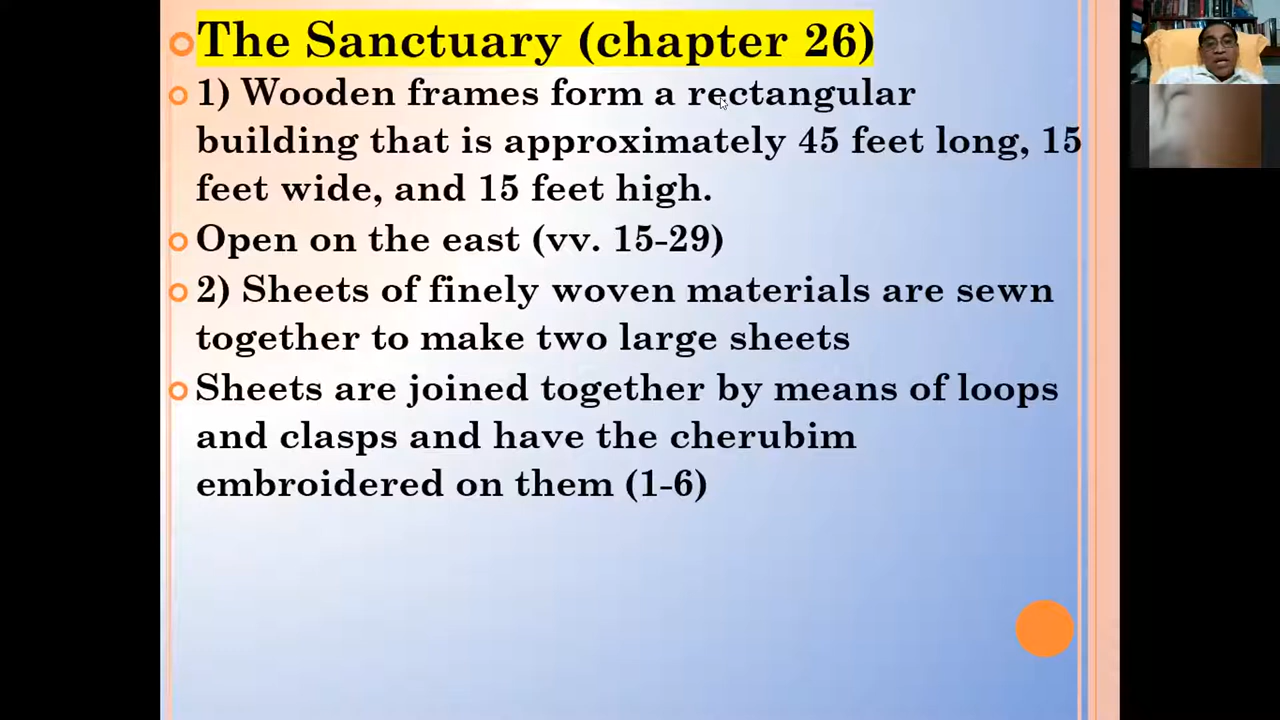 The Sanctuary (chapter 26)
1) Wooden frames form a rectangular
building that is approximately 45 feet long, 15
feet wide, and 15 feet high.
Open on the east (vv. 15-29)
2) Sheets of finely woven materials are sewn
together to make two large sheets
Sheets are joined together by means of loops
and clasps and have the cherubim
embroidered on them (1-6)